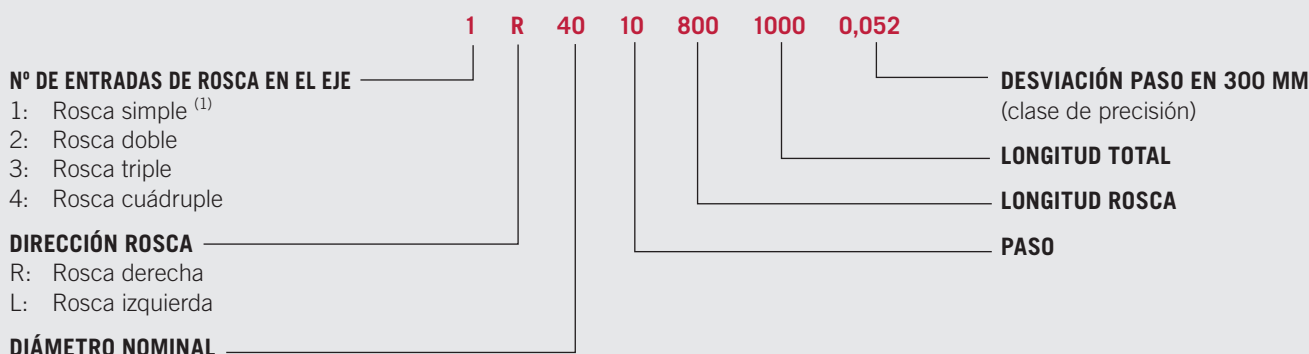 1 R 40 10 800 1000 0,052
Nº DE ENTRADAS DE ROSCA EN EL EJE
1: Rosca simple (1)
2: Rosca doble
3: Rosca triple
4: Rosca cuádruple
DIRECCIÓN ROSCA
R: Rosca derecha
L: Rosca izquierda
DIÁMETRO NOMINAL
DESVIACIÓN PASO EN 300 MM
(clase de precisión)
LONGITUD TOTAL
LONGITUD ROSCA
PASO